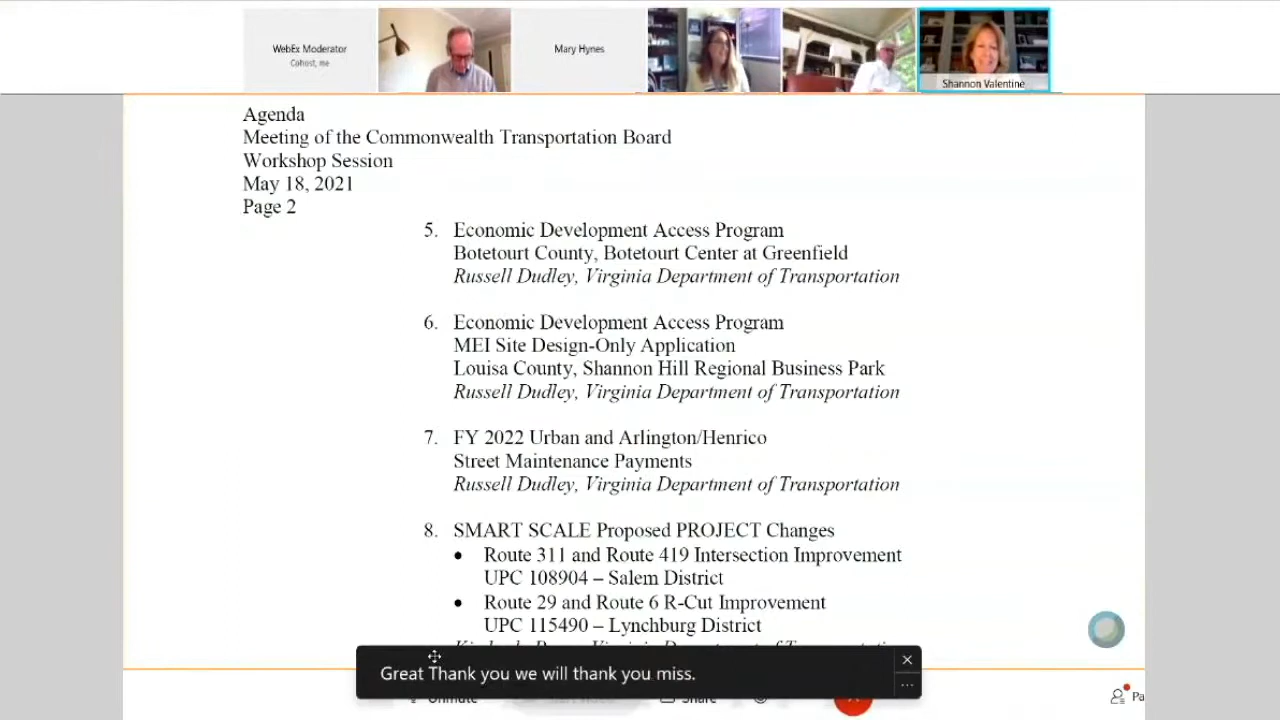 WebEx Moderator
Cohost, me
Mary Hynes
Shannon Valentine
Agenda
Meeting of the Commonwealth Transportation Board
Workshop Session
May 18, 2021
Page 2
5. Economic Development Access Program
Botetourt County, Botetourt Center at Greenfield
Russell Dudley, Virginia Department of Transportation
6. Economic Development Access Program
MEI Site Design-Only Application
Louisa County, Shannon Hill Regional Business Park
Russell Dudley, Virginia Department of Transportation
7. FY 2022 Urban and Arlington/Henrico
Street Maintenance Payments
Russell Dudley, Virginia Department of Transportation
8. SMART SCALE Proposed PROJECT Changes
• Route 311 and Route 419 Intersection Improvement
UPC 108904 – Salem District
• Route 29 and Route 6 R-Cut Improvement
UPC 115490 – Lynchburg District
Great Thank you we will thank you miss.
Unmute
Share
Pa